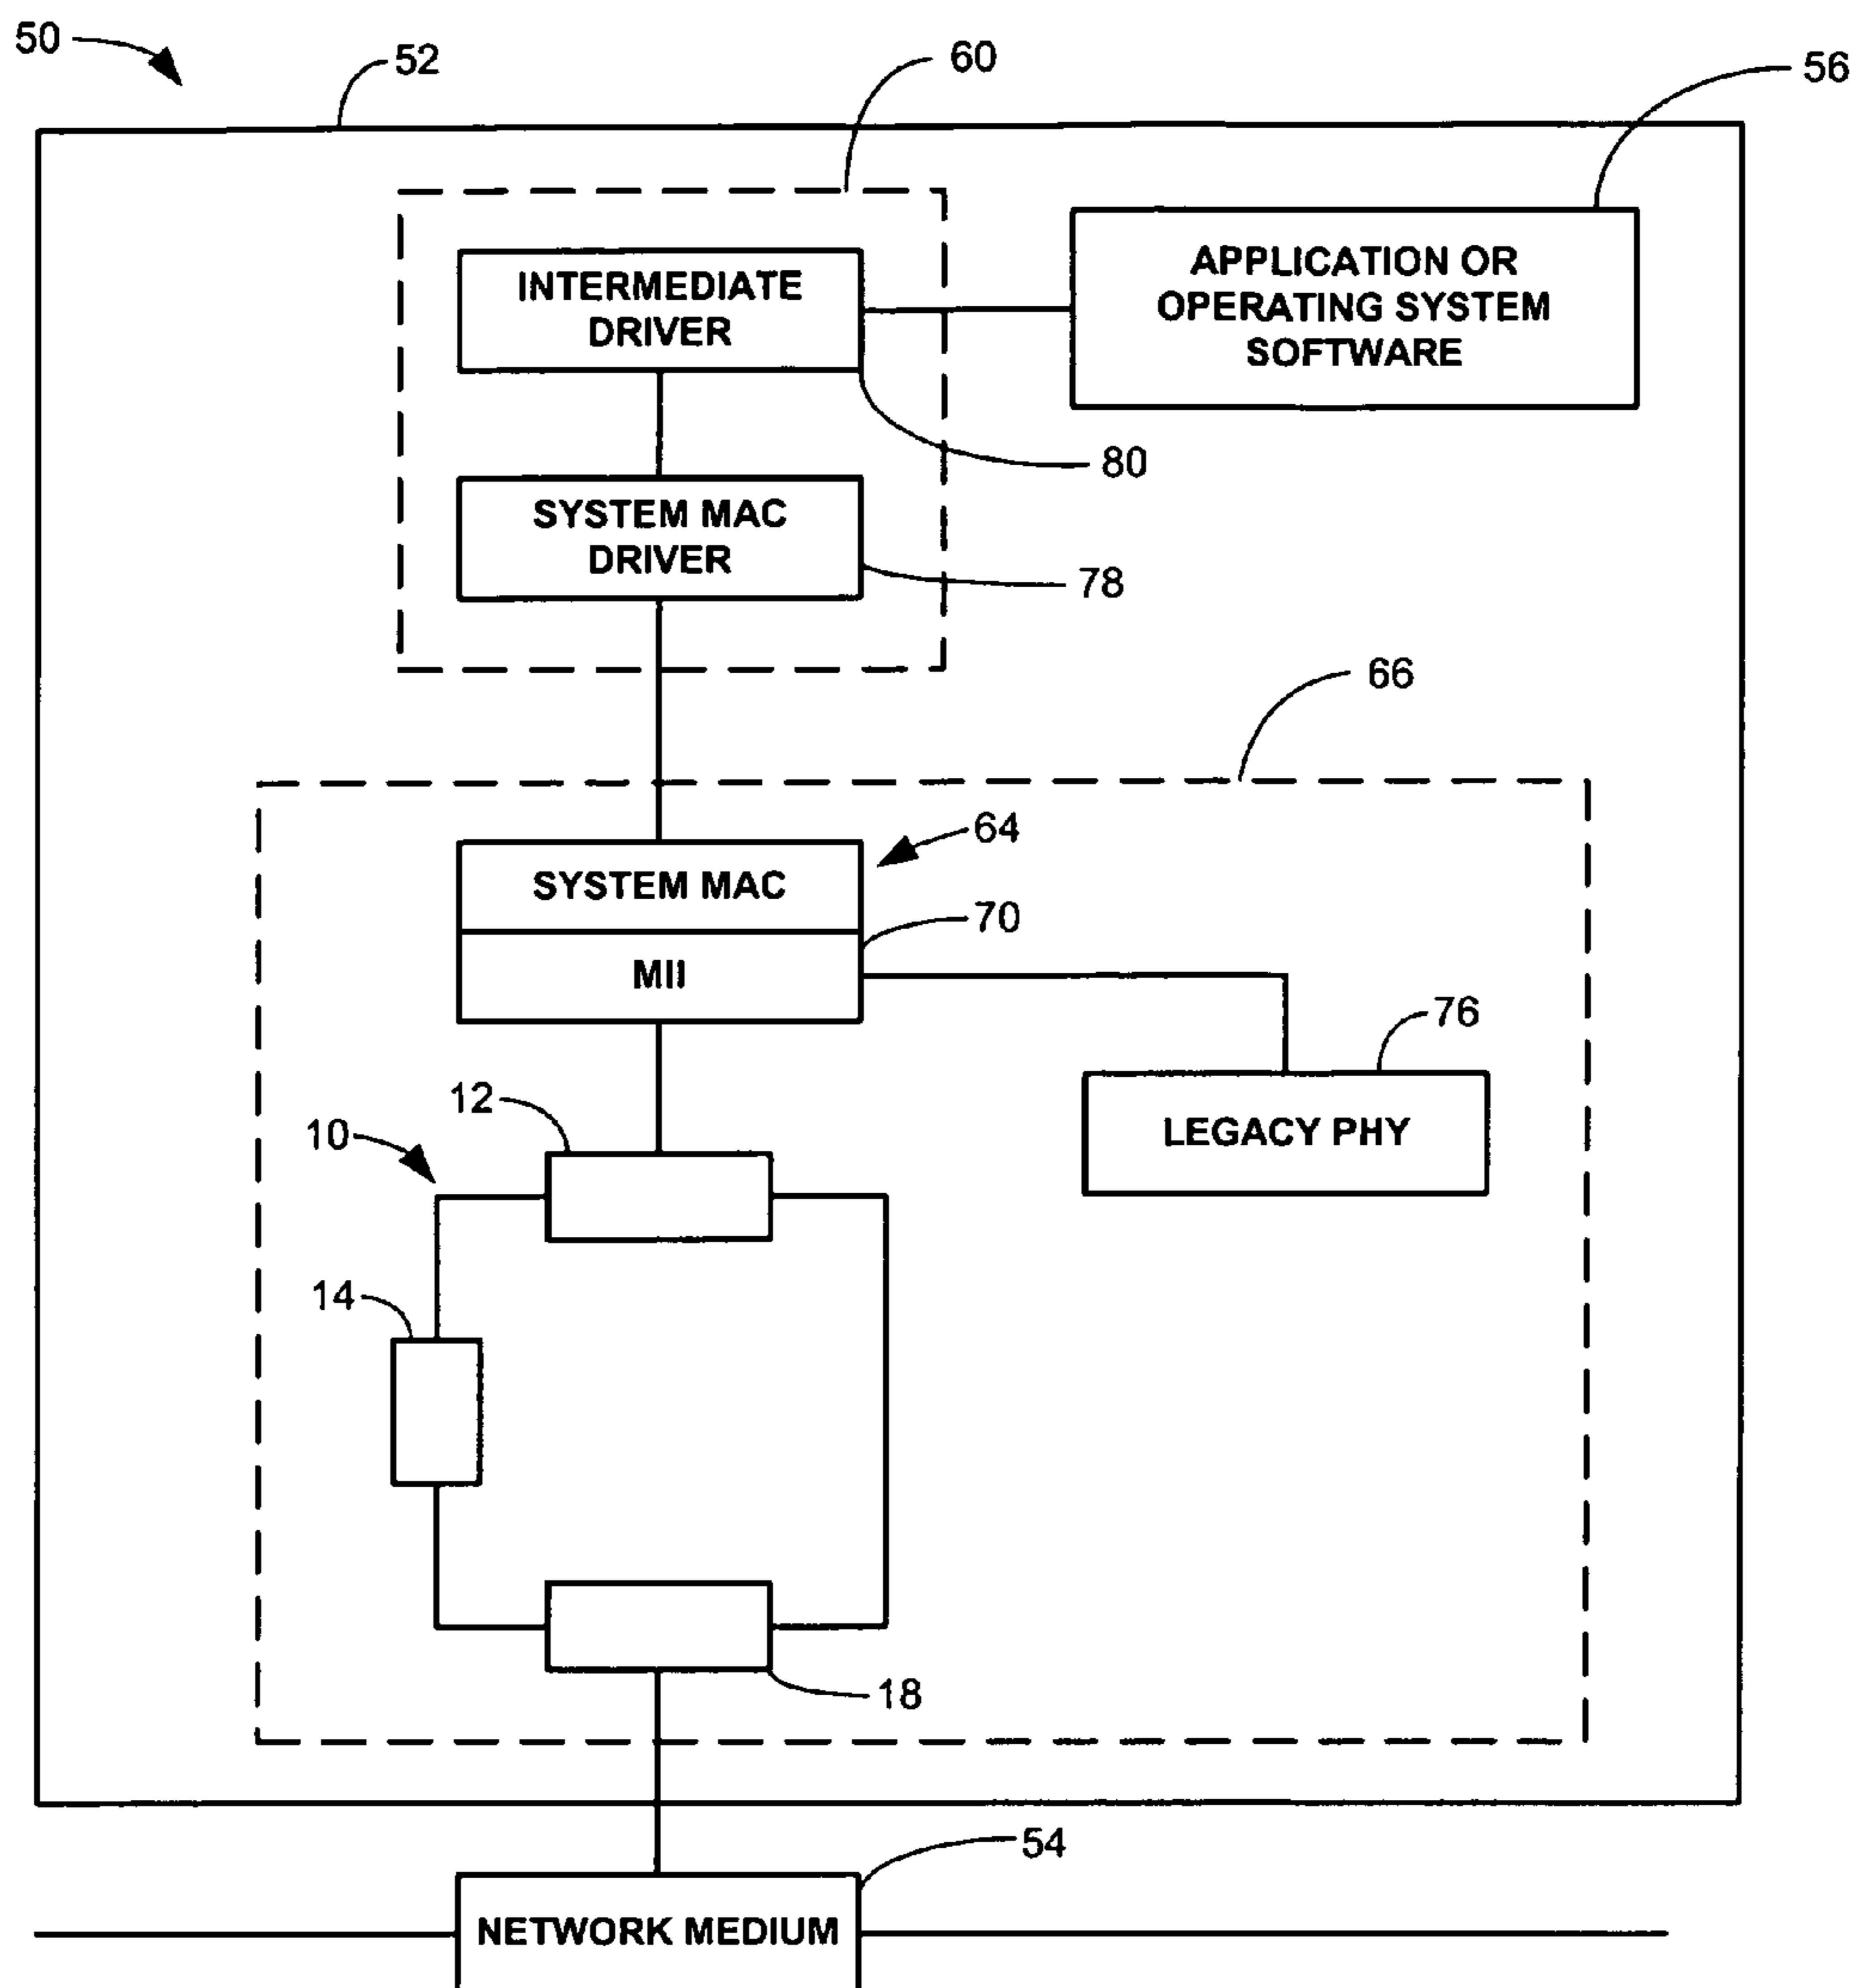 50
52
60
56
INTERMEDIATE
DRIVER
APPLICATION OR
OPERATING SYSTEM
SOFTWARE
80
SYSTEM MAC
DRIVER
78
66
64
SYSTEM MAC
70
MII
76
12
LEGACY PHY
10
14
18
54
NETWORK MEDIUM